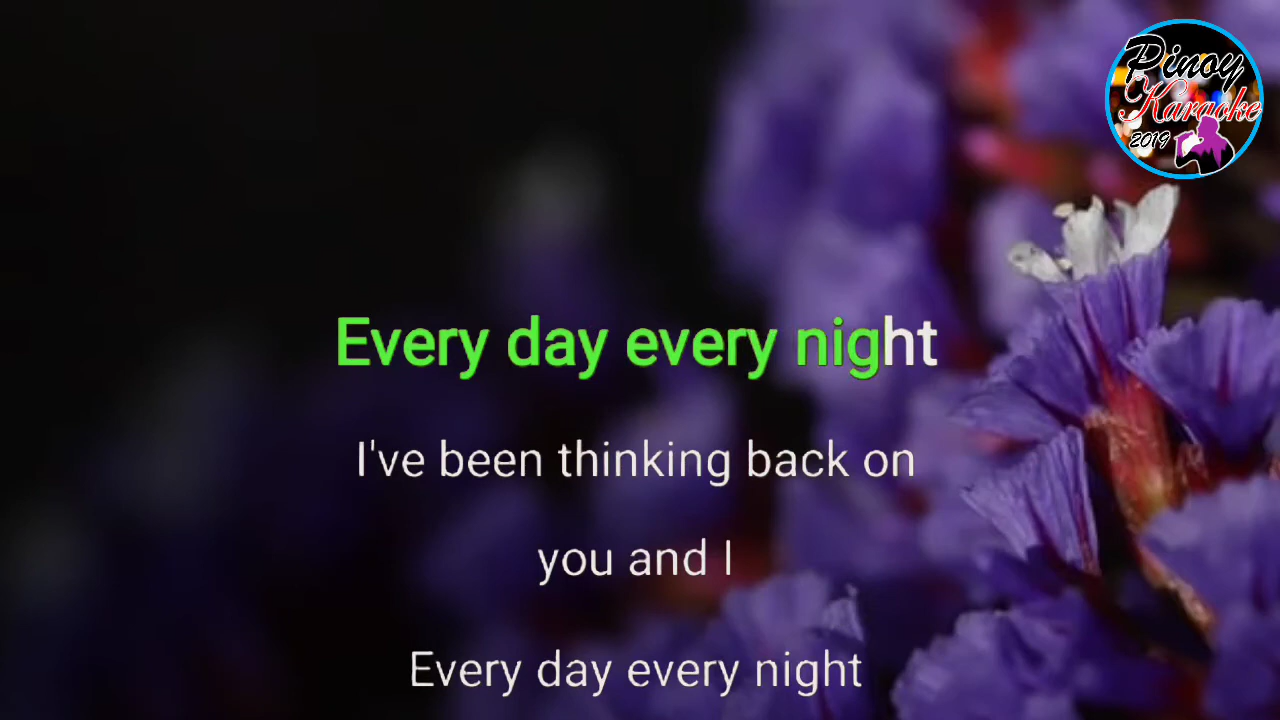 Pinoy
Karaoke
2019
Every day every night
I've been thinking back on
you and I
Every day every night